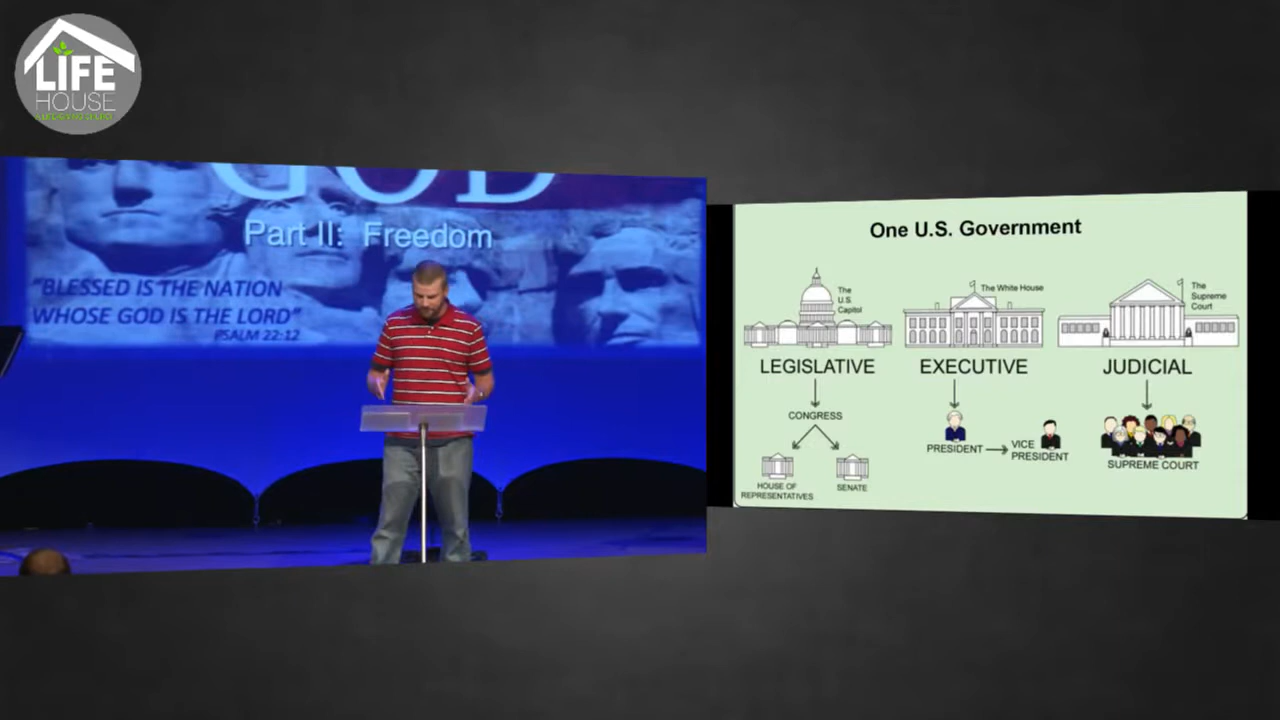 LIFE
HOUSE
GOD
Part II: Freedom
"BLESSED IS THE NATION
WHOSE GOD IS THE LORD"
PSALM 22:12
One U.S. Government
The
U.S.
Capitol
The White House
The
Supreme
Court
LEGISLATIVE
EXECUTIVE
JUDICIAL
CONGRESS
PRESIDENT
VICE
PRESIDENT
SUPREME COURT
HOUSE OF
REPRESENTATIVES
SENATE